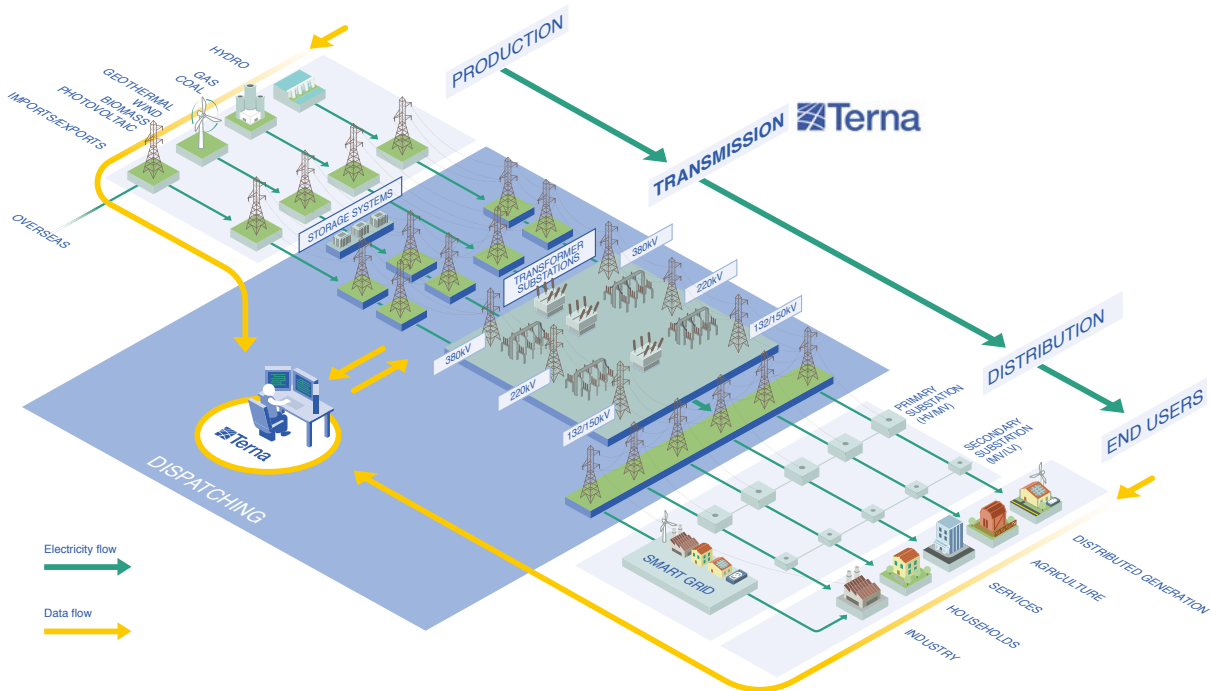 PRODUCTION
TRANSMISSION
Terna
DISTRIBUTION
END USERS
HYDRO
GAS
COAL
GEOTHERMAL
WIND
BIOMASS
PHOTOVOLTAIC
IMPORTS/EXPORTS
OVERSEAS
STORAGE SYSTEMS
TRANSFORMER
SUBSTATIONS
380kV
220kV
132/150kV
380kV
220kV
132/150kV
PRIMARY
SUBSTATION
(HV/MV)
SECONDARY
SUBSTATION
(MV/LV)
Terna
DISPATCHING
SMART GRID
DISTRIBUTED GENERATION
AGRICULTURE
SERVICES
HOUSEHOLDS
INDUSTRY
Electricity flow
Data flow